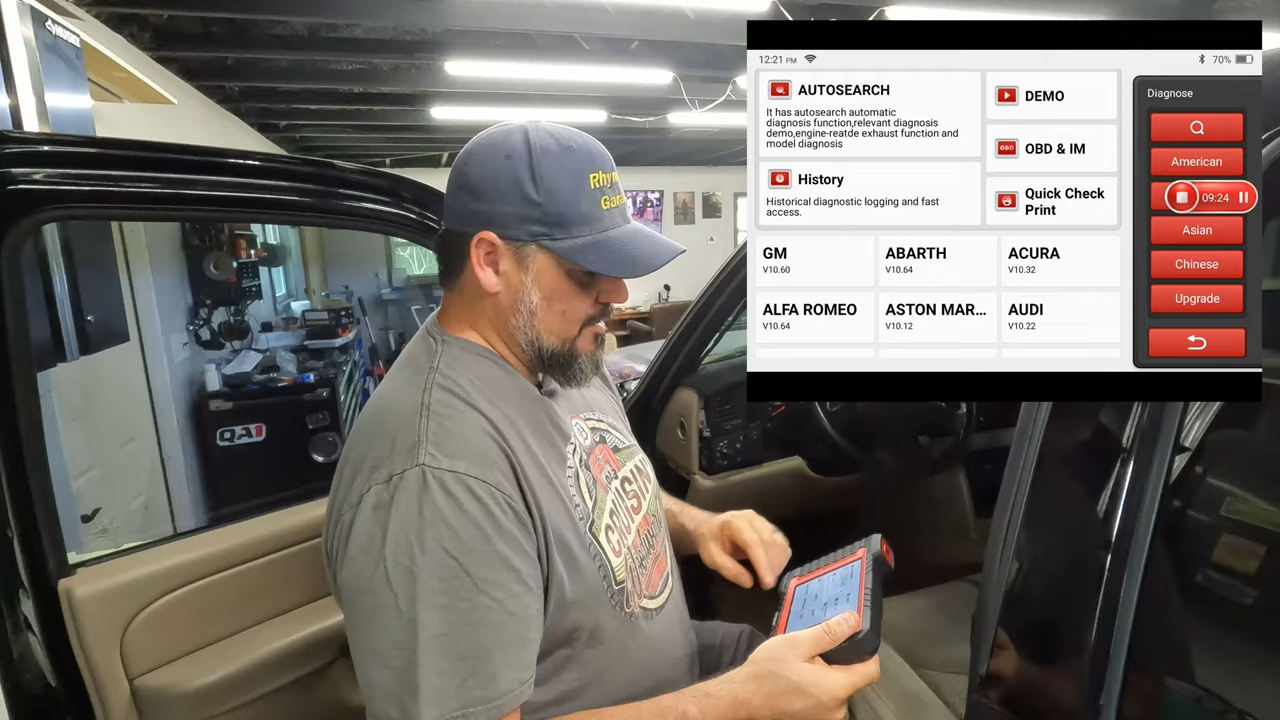 HUSKY
12:21 PM
70%
AUTOSEARCH
It has autosearch automatic
diagnosis function,relevant diagnosis
demo,engine-reatde exhaust function and
model diagnosis
DEMO
OBD
OBD & IM
History
Historical diagnostic logging and fast
access.
Quick Check
Print
GM
V10.60
ABARTH
V10.64
ACURA
V10.32
ALFA ROMEO
V10.64
ASTON MAR...
V10.12
AUDI
V10.22
Diagnose
American
09:24
Asian
Chinese
Upgrade
QA1
CRUISIN